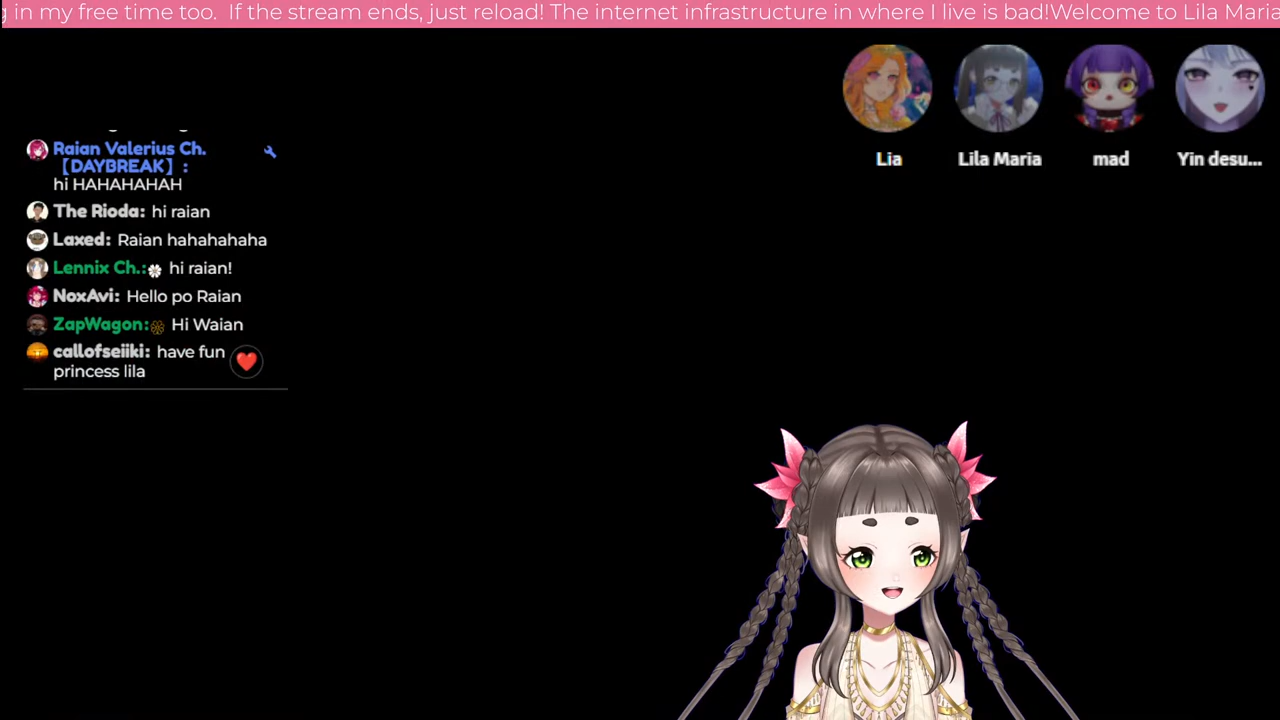 g in my free time too.  If the stream ends, just reload! The internet infrastructure in where I live is bad!Welcome to Lila Maria
Lia
Lila Maria
mad
Yin desu...
Raian Valerius Ch.
【DAYBREAK】:
hi HAHAHAHAH
The Rioda: hi raian
Laxed: Raian hahahahaha
Lennix Ch.: hi raian!
NoxAvi: Hello po Raian
ZapWagon: Hi Waian
callofseiiki: have fun
princess lila